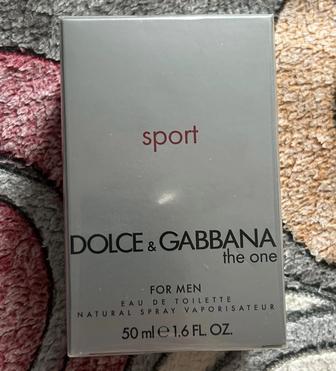 sport
DOLCE & GABBANA
the one
FOR MEN
EAU DE TOILETTE
NATURAL SPRAY VAPORISATEUR
50 ml ℮ 1.6 FL. OZ.